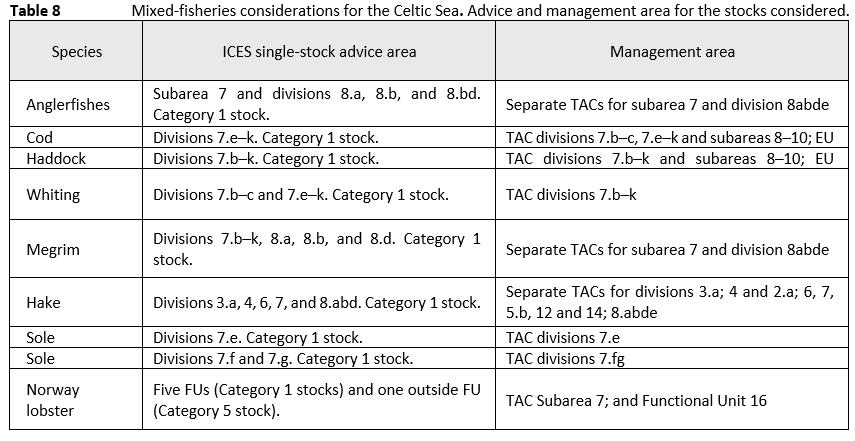 Table 8 Mixed-fisheries considerations for the Celtic Sea. Advice and management area for the stocks considered.
Species ICES single-stock advice area Management area
Anglerfishes
Subarea 7 and divisions 8.a, 8.b, and 8.bd.
Category 1 stock.
Separate TACs for subarea 7 and division 8abde
Cod Divisions 7.e–k. Category 1 stock. TAC divisions 7.b–c, 7.e–k and subareas 8–10; EU
Haddock Divisions 7.b–k. Category 1 stock. TAC divisions 7.b–k and subareas 8–10; EU
Whiting Divisions 7.b–c and 7.e–k. Category 1 stock. TAC divisions 7.b–k
Megrim
Divisions 7.b–k, 8.a, 8.b, and 8.d. Category 1
stock.
Separate TACs for subarea 7 and division 8abde
Hake
Divisions 3.a, 4, 6, 7, and 8.abd. Category 1 stock.
Separate TACs for divisions 3.a; 4 and 2.a; 6, 7,
5.b, 12 and 14; 8.abde
Sole Divisions 7.e. Category 1 stock. TAC divisions 7.e
Sole Divisions 7.f and 7.g. Category 1 stock. TAC divisions 7.fg
Norway
lobster
Five FUs (Category 1 stocks) and one outside FU
(Category 5 stock).
TAC Subarea 7; and Functional Unit 16